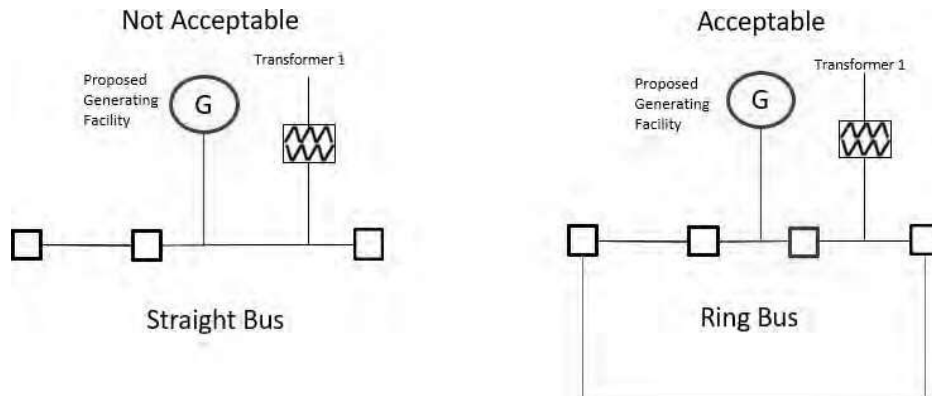 Not Acceptable
Transformer 1
Proposed
Generating
Facility
G
Straight Bus
Acceptable
Transformer 1
Proposed
Generating
Facility
G
Ring Bus